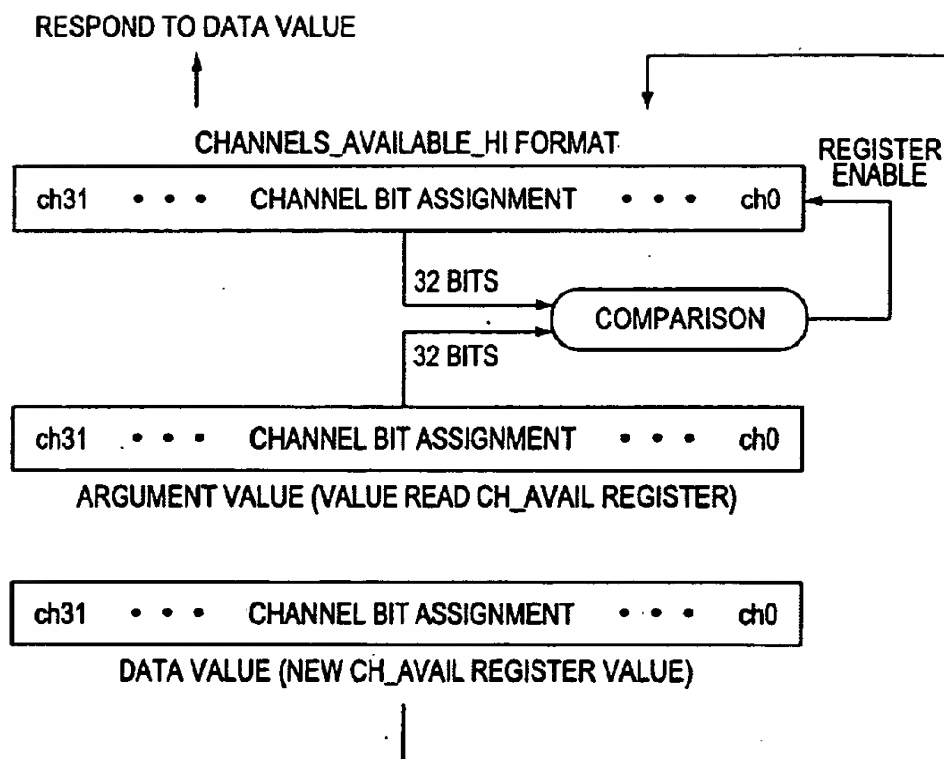 RESPOND TO DATA VALUE
CHANNELS_AVAILABLE_HI FORMAT
REGISTER
ENABLE
ch31 • • • CHANNEL BIT ASSIGNMENT • • • ch0
32 BITS
COMPARISON
32 BITS
ch31 • • • CHANNEL BIT ASSIGNMENT • • • ch0
ARGUMENT VALUE (VALUE READ CH_AVAIL REGISTER)
ch31 • • • CHANNEL BIT ASSIGNMENT • • • ch0
DATA VALUE (NEW CH_AVAIL REGISTER VALUE)